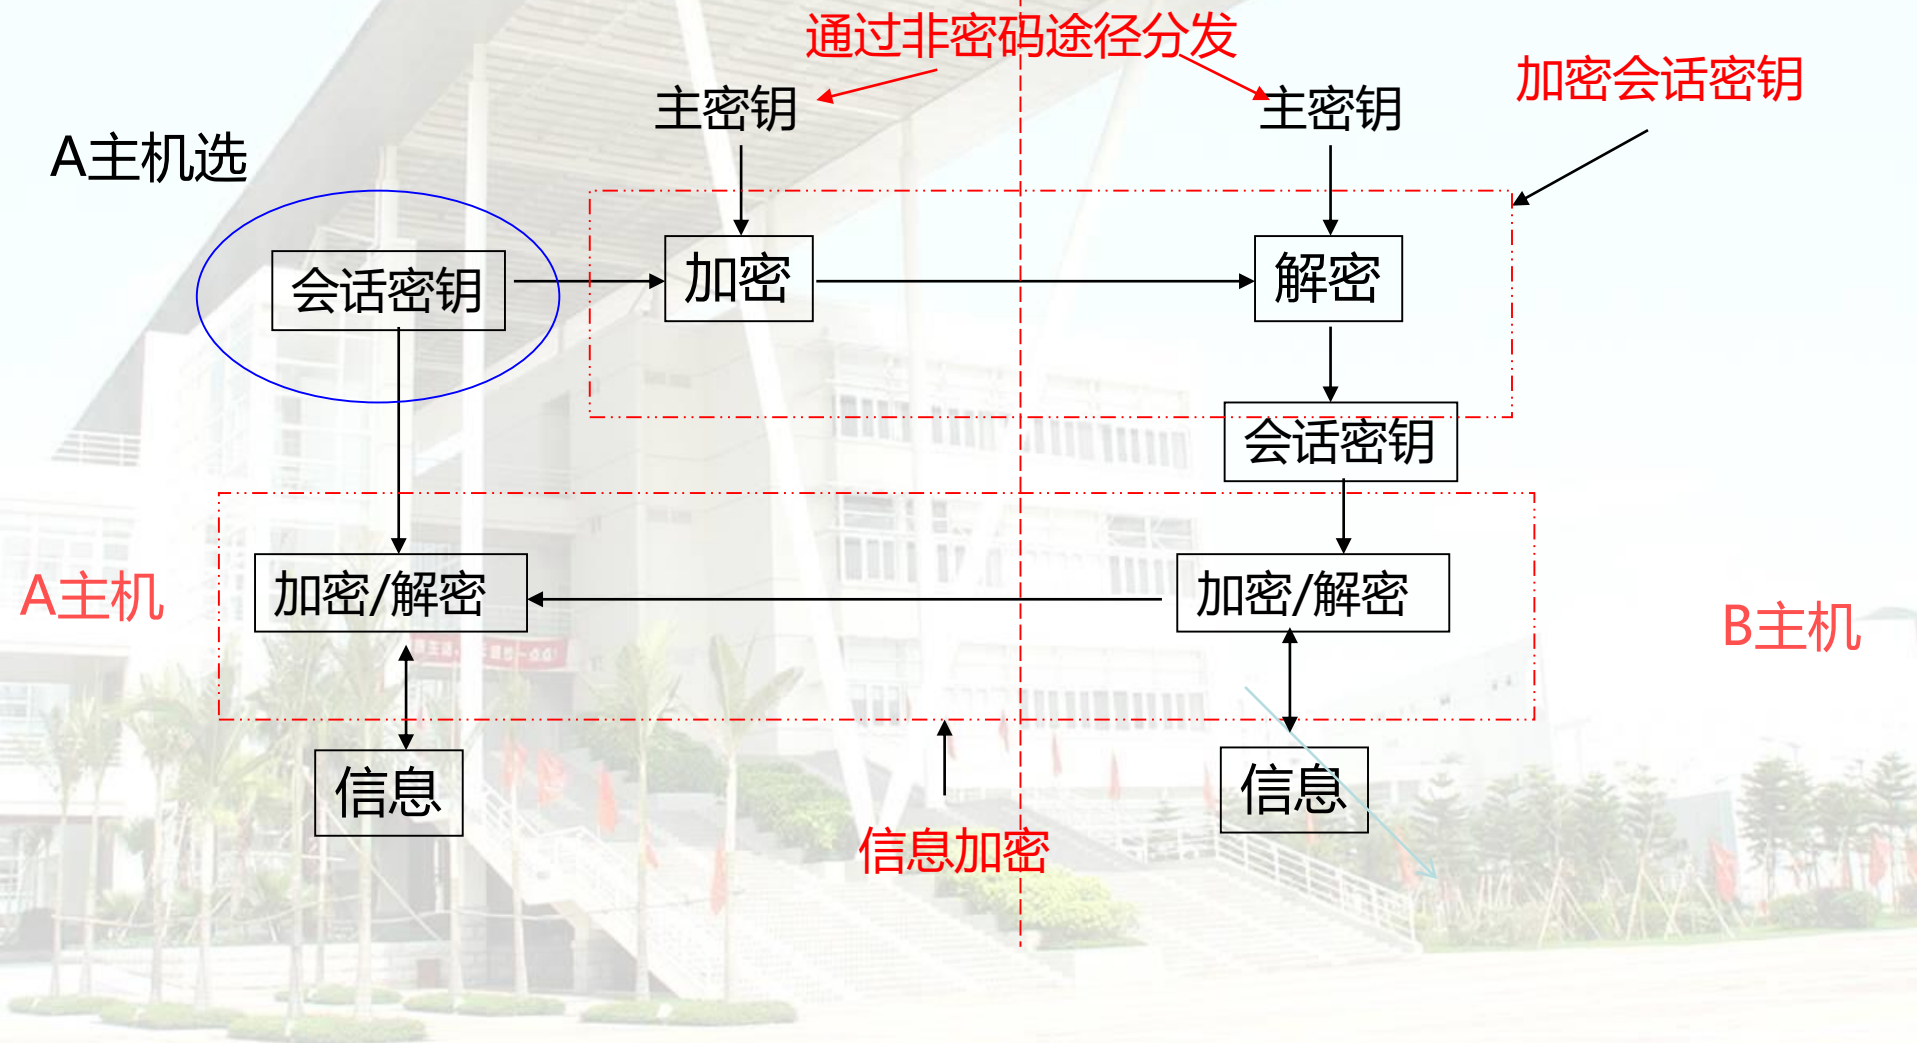 通过非密码途径分发
加密会话密钥
主密钥
主密钥
A主机选
会话密钥
加密
解密
会话密钥
A主机
加密/解密
加密/解密
B主机
信息
信息
信息加密